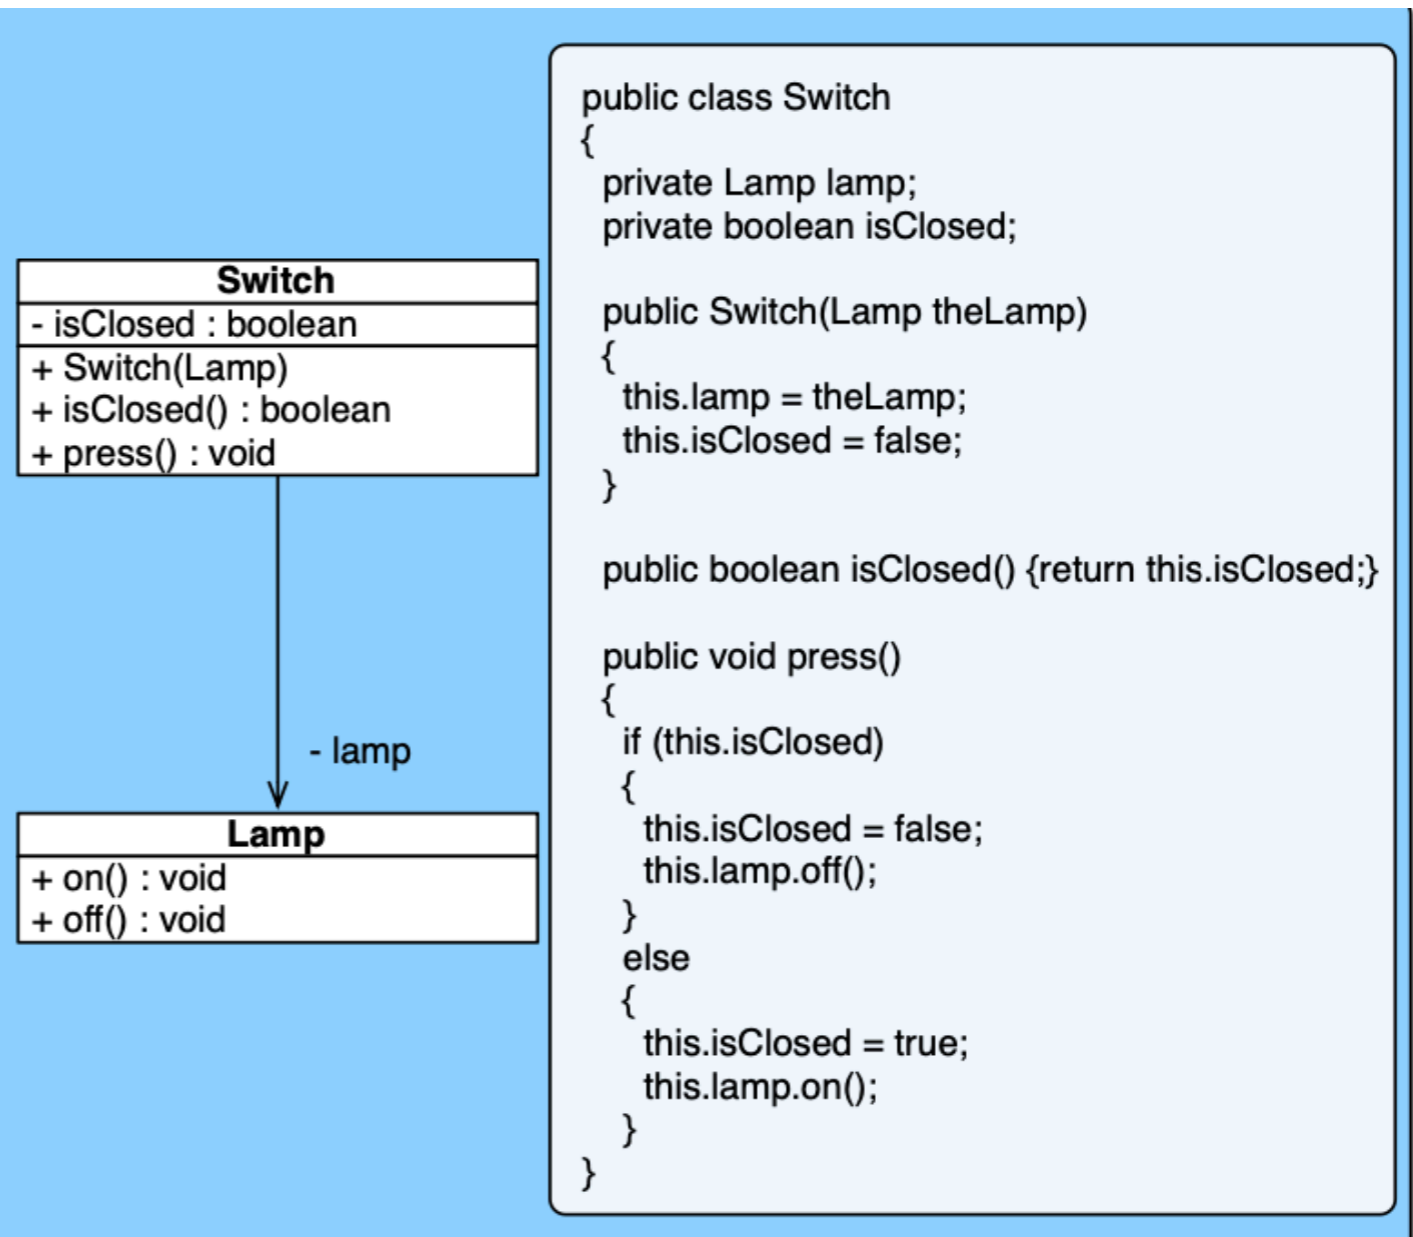 Switch
- isClosed : boolean
+ Switch(Lamp)
+ isClosed() : boolean
+ press() : void
- lamp
Lamp
+ on() : void
+ off() : void
public class Switch
{
private Lamp lamp;
private boolean isClosed;
public Switch(Lamp theLamp)
{
this.lamp = theLamp;
this.isClosed = false;
}
public boolean isClosed() {return this.isClosed;}
public void press()
{
if (this.isClosed)
{
this.isClosed = false;
this.lamp.off();
}
else
{
this.isClosed = true;
this.lamp.on();
}
}